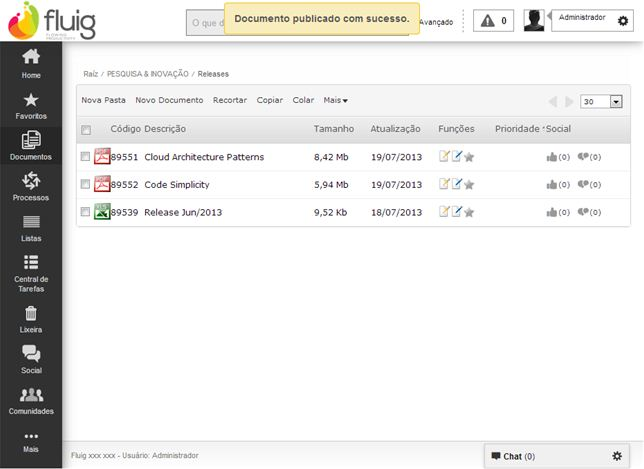 fluig
O que d
Documento publicado com sucesso.
Avançado
0
Administrador
Home
Favoritos
Documentos
Processos
Listas
Central de
Tarefas
Lixeira
Social
Comunidades
Mais
Raíz / PESQUISA & INOVAÇÃO / Releases
Nova Pasta Novo Documento Recortar Copiar Colar Mais
30
Código Descrição Tamanho Atualização Funções Prioridade Social
89551 Cloud Architecture Patterns 8,42 Mb 19/07/2013 (0) (0)
89552 Code Simplicity 5,94 Mb 19/07/2013 (0) (0)
89539 Release Jun/2013 9,52 Kb 18/07/2013 (0) (0)
Fluig xxx xxx - Usuário: Administrador
Chat (0)